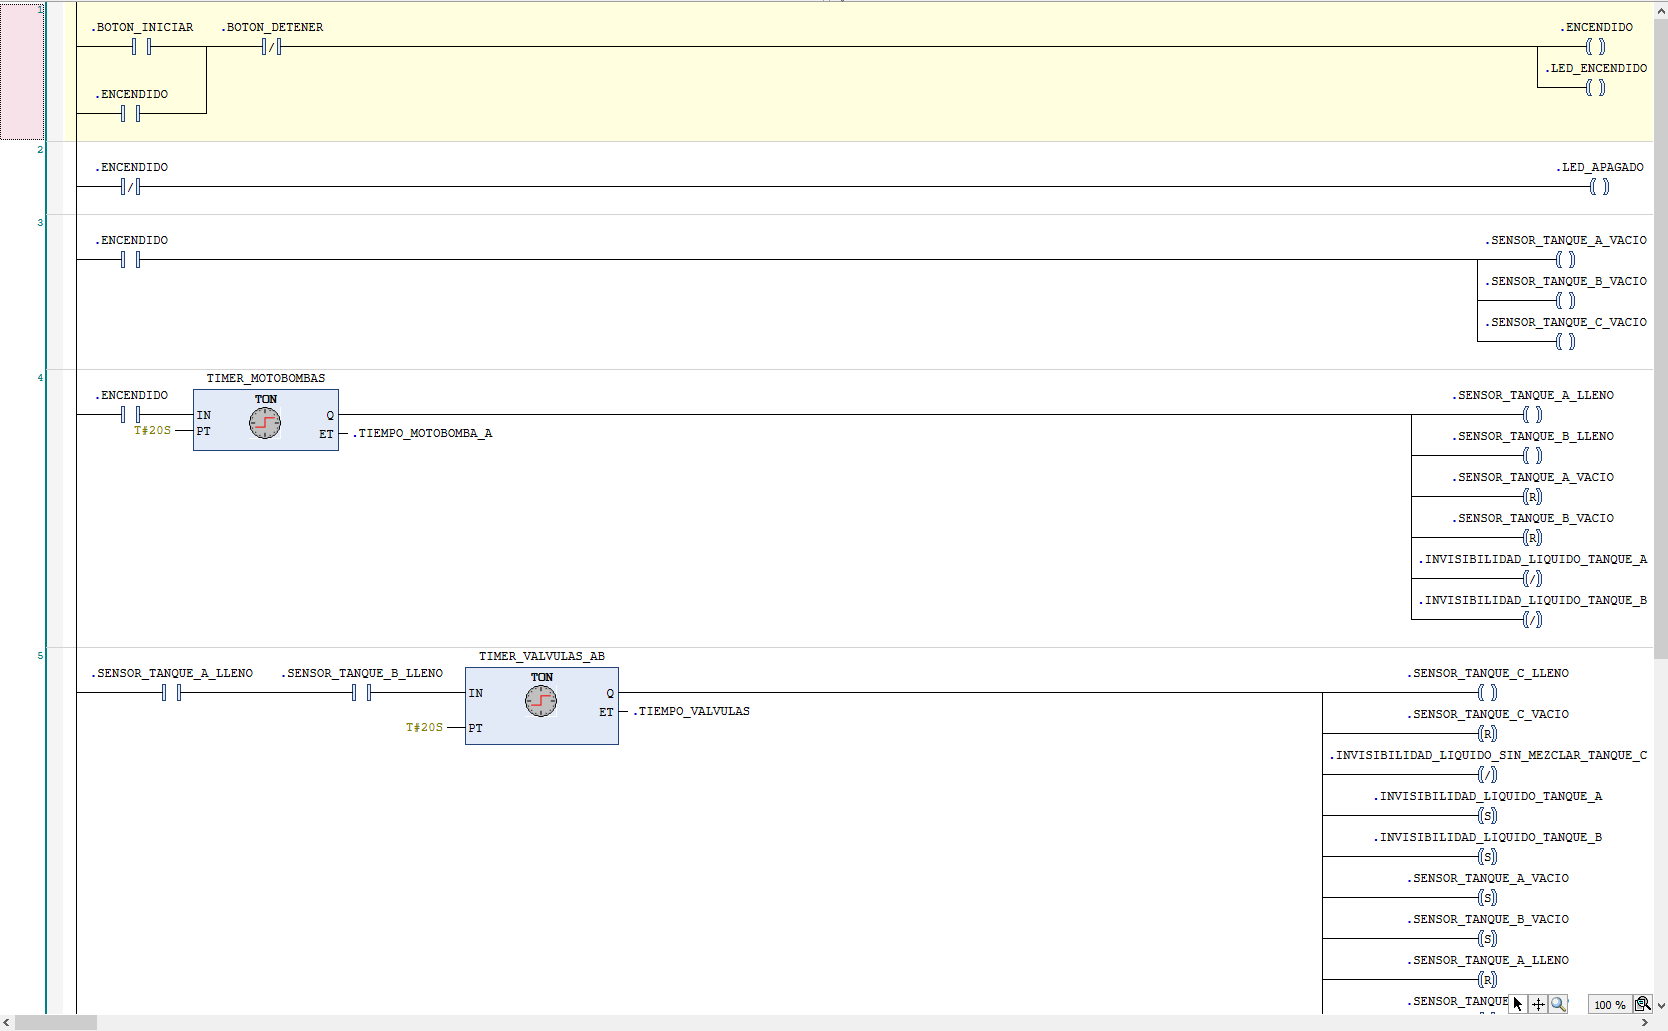 1
.BOTON_INICIAR .BOTON_DETENER .ENCENDIDO
/
.LED_ENCENDIDO
.ENCENDIDO
2
.ENCENDIDO .LED_APAGADO
/
3
.ENCENDIDO .SENSOR_TANQUE_A_VACIO
.SENSOR_TANQUE_B_VACIO
.SENSOR_TANQUE_C_VACIO
4
TIMER_MOTOBOMBAS
.ENCENDIDO TON .SENSOR_TANQUE_A_LLENO
IN Q
T#20S PT ET .TIEMPO_MOTOBOMBA_A
.SENSOR_TANQUE_B_LLENO
.SENSOR_TANQUE_A_VACIO
R
.SENSOR_TANQUE_B_VACIO
R
.INVISIBILIDAD_LIQUIDO_TANQUE_A
/
.INVISIBILIDAD_LIQUIDO_TANQUE_B
/
5
TIMER_VALVULAS_AB
.SENSOR_TANQUE_A_LLENO .SENSOR_TANQUE_B_LLENO TON .SENSOR_TANQUE_C_LLENO
IN Q
ET .TIEMPO_VALVULAS
T#20S PT
.SENSOR_TANQUE_C_VACIO
R
.INVISIBILIDAD_LIQUIDO_SIN_MEZCLAR_TANQUE_C
/
.INVISIBILIDAD_LIQUIDO_TANQUE_A
S
.INVISIBILIDAD_LIQUIDO_TANQUE_B
S
.SENSOR_TANQUE_A_VACIO
S
.SENSOR_TANQUE_B_VACIO
S
.SENSOR_TANQUE_A_LLENO
R
100 %